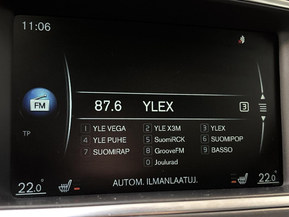 11:06
FM
87.6 YLEX 3
TP
1 YLE VEGA 2 YLE X3M 3 YLEX
4 YLE PUHE 5 SuomiRCK 6 SUOMIPOP
7 SUOMIRAP 8 GrooveFM 9 BASSO
0 Joulurad
22.0° AUTOM. ILMANLAATUJ. 22.0°